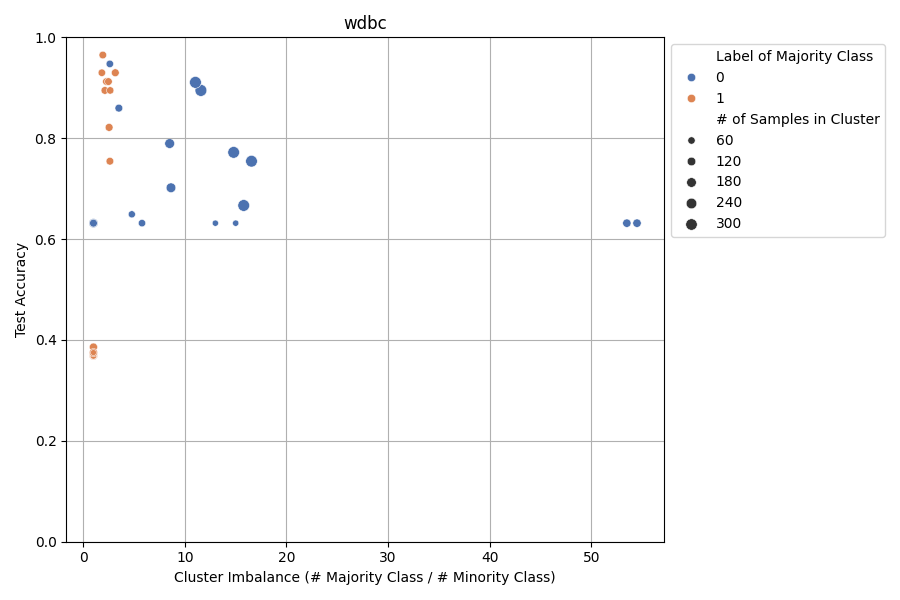 wdbc
1.0
0.8
0.6
0.4
0.2
0.0
Test Accuracy
0 10 20 30 40 50
Cluster Imbalance (# Majority Class / # Minority Class)
Label of Majority Class
0
1
# of Samples in Cluster
60
120
180
240
300